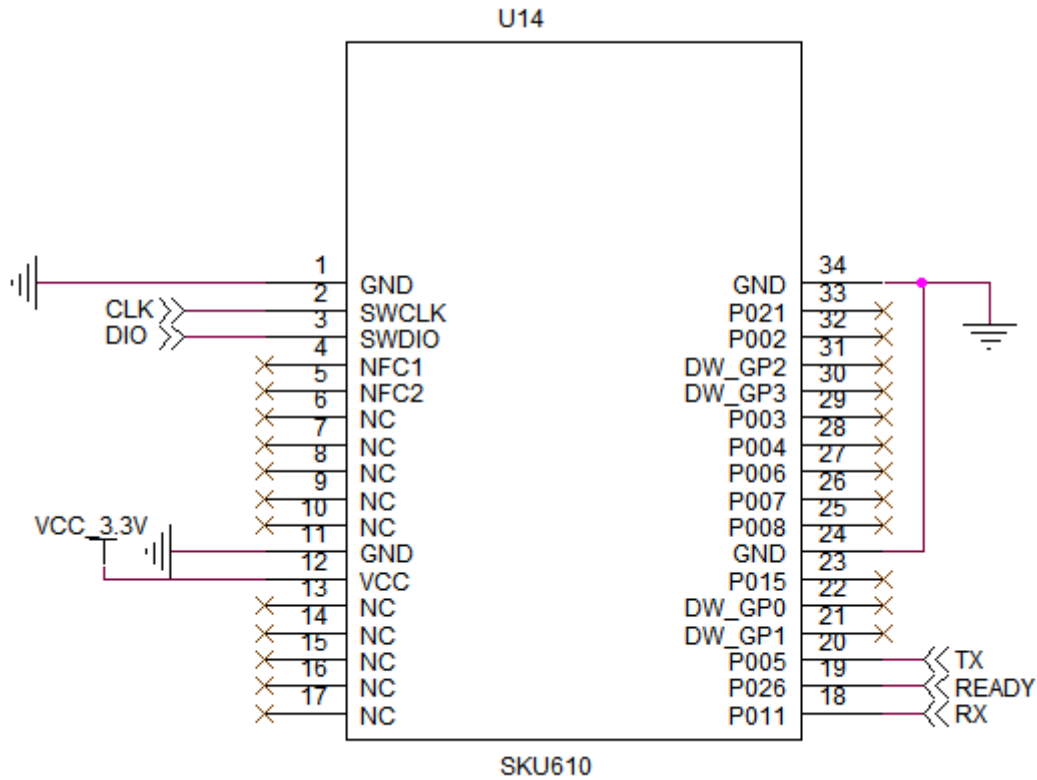 U14
1 GND
2 SWCLK
3 SWDIO
4 NFC1
5 NFC2
6 NC
7 NC
8 NC
9 NC
10 NC
11 GND
12 VCC
13 NC
14 NC
15 NC
16 NC
17 NC
CLK
DIO
VCC_3.3V
34 GND
33 P021
32 P002
31 DW_GP2
30 DW_GP3
29 P003
28 P004
27 P006
26 P007
25 P008
24 GND
23 P015
22 DW_GP0
21 DW_GP1
20 P005 TX
19 P026 READY
18 P011 RX
SKU610